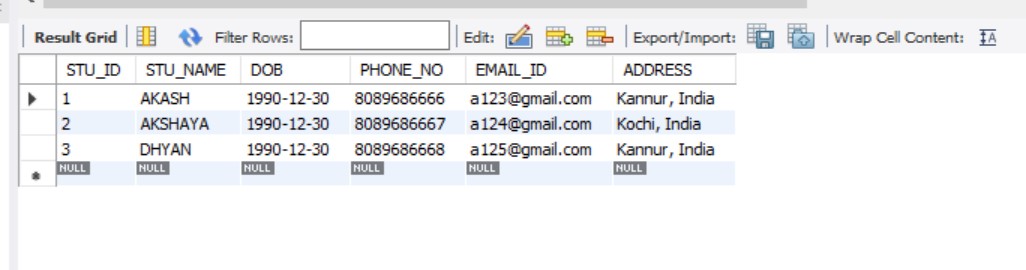 Result Grid Filter Rows: Edit: Export/Import: Wrap Cell Content: IA
STU_ID STU_NAME DOB PHONE_NO EMAIL_ID ADDRESS
1 AKASH 1990-12-30 8089686666 a123@gmail.com Kannur, India
2 AKSHAYA 1990-12-30 8089686667 a124@gmail.com Kochi, India
3 DHYAN 1990-12-30 8089686668 a125@gmail.com Kannur, India
NULL NULL NULL NULL NULL NULL